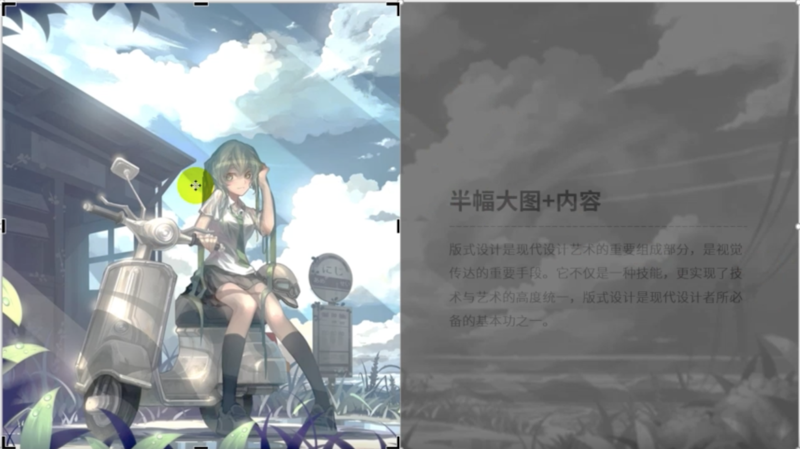 半幅大图+内容
版式设计是现代设计艺术的重要组成部分，是视觉
传达的重要手段。它不仅是一种技能，更实现了技
术与艺术的高度统一，版式设计是现代设计者所必
备的基本功之一。